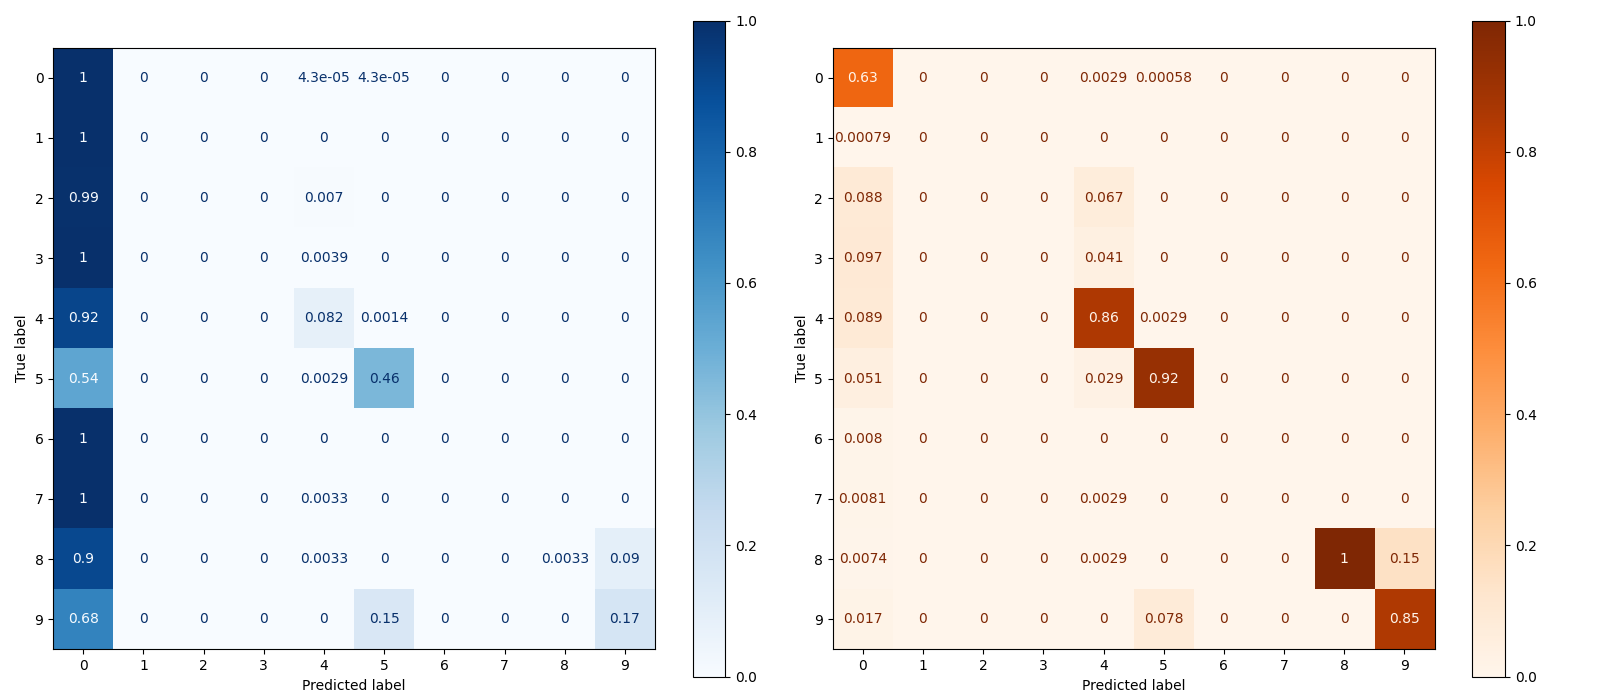 1.0
0 1 0 0 0 4.3e-05 4.3e-05 0 0 0 0
1 1 0 0 0 0 0 0 0 0 0
0.8
2 0.99 0 0 0.007 0 0 0 0 0
3 1 0 0 0.0039 0 0 0 0 0
0.6
4 0.92 0 0 0 0.082 0.0014 0 0 0 0
True label
5 0.54 0 0 0 0.0029 0.46 0 0 0 0
0.4
6 1 0 0 0 0 0 0 0 0 0
7 1 0 0 0 0.0033 0 0 0 0 0
0.2
8 0.9 0 0 0 0.0033 0 0 0 0.0033 0.09
9 0.68 0 0 0 0 0.15 0 0 0 0.17
0.0
0 1 2 3 4 5 6 7 8 9
Predicted label
1.0
0 0.63 0 0 0 0.0029 0.00058 0 0 0 0
1 0.00079 0 0 0 0 0 0 0 0 0
0.8
2 0.088 0 0 0 0.067 0 0 0 0 0
3 0.097 0 0 0 0.041 0 0 0 0 0
0.6
4 0.089 0 0 0 0.86 0.0029 0 0 0 0
True label
5 0.051 0 0 0 0.029 0.92 0 0 0 0
0.4
6 0.008 0 0 0 0 0 0 0 0 0
7 0.0081 0 0 0 0.0029 0 0 0 0 0
0.2
8 0.0074 0 0 0 0.0029 0 0 0 1 0.15
9 0.017 0 0 0 0 0.078 0 0 0 0.85
0.0
0 1 2 3 4 5 6 7 8 9
Predicted label